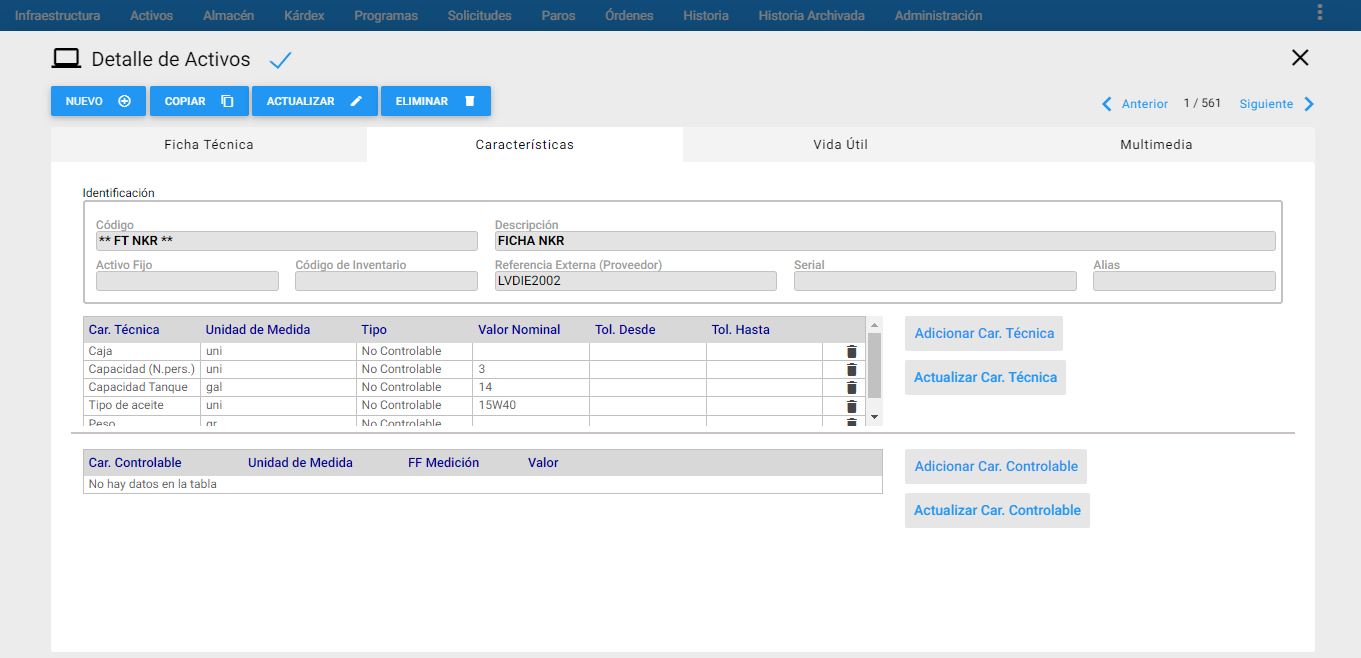 Infraestructura Activos Almacén Kárdex Programas Solicitudes Paros Órdenes Historia Historia Archivada Administración
Detalle de Activos
NUEVO COPIAR ACTUALIZAR ELIMINAR
Anterior 1 / 561 Siguiente
Ficha Técnica Características Vida Útil Multimedia
Identificación
Código Descripción
** FT NKR ** FICHA NKR
Activo Fijo Código de Inventario Referencia Externa (Proveedor) Serial Alias
LVDIE2002
Car. Técnica Unidad de Medida Tipo Valor Nominal Tol. Desde Tol. Hasta
Adicionar Car. Técnica
Caja uni No Controlable
Capacidad (N.pers.) uni No Controlable 3
Actualizar Car. Técnica
Capacidad Tanque gal No Controlable 14
Tipo de aceite uni No Controlable 15W40
Peso gr No Controlable
Car. Controlable Unidad de Medida FF Medición Valor
Adicionar Car. Controlable
No hay datos en la tabla
Actualizar Car. Controlable